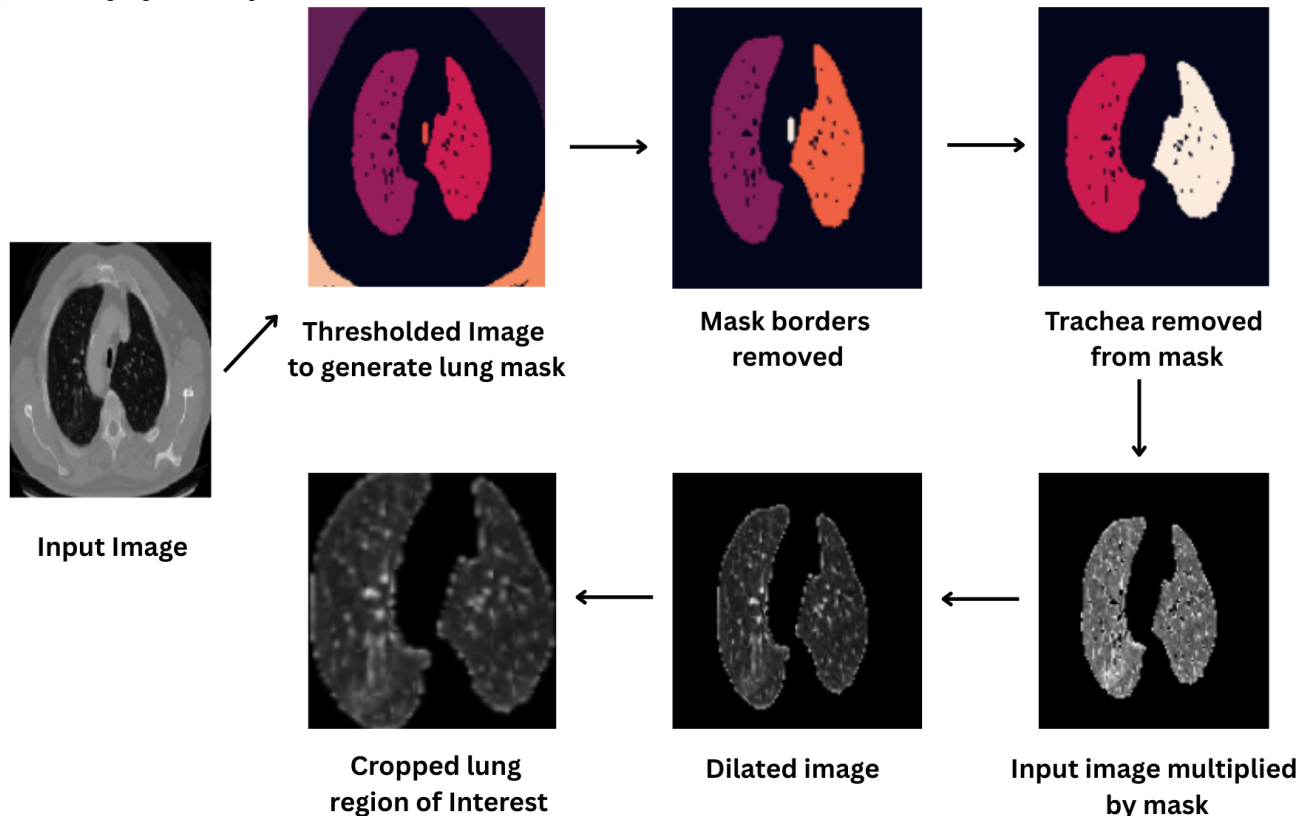 Input Image
Thresholded Image
to generate lung mask
Mask borders
removed
Trachea removed
from mask
Input image multiplied
by mask
Dilated image
Cropped lung
region of Interest